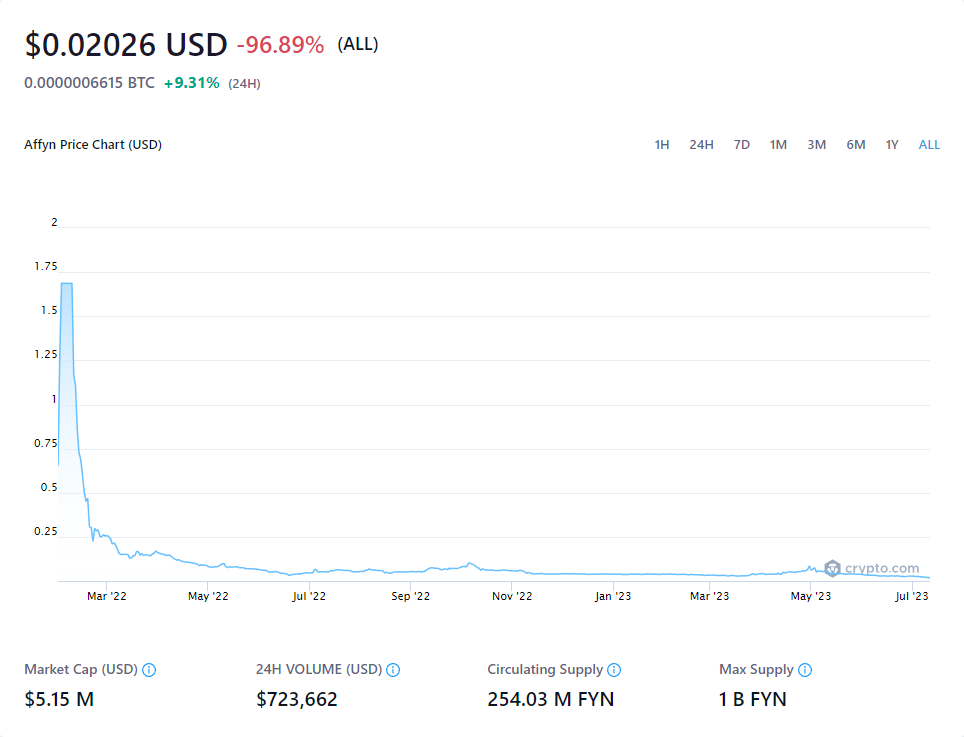 $0.02026 USD -96.89% (ALL)
0.0000006615 BTC +9.31% (24H)
Affyn Price Chart (USD) 1H 24H 7D 1M 3M 6M 1Y ALL
2
1.75
1.5
1.25
1
0.75
0.5
0.25
crypto.com
Mar '22 May '22 Jul '22 Sep '22 Nov '22 Jan '23 Mar '23 May '23 Jul '23
Market Cap (USD) 24H VOLUME (USD) Circulating Supply Max Supply
$5.15 M $723,662 254.03 M FYN 1 B FYN